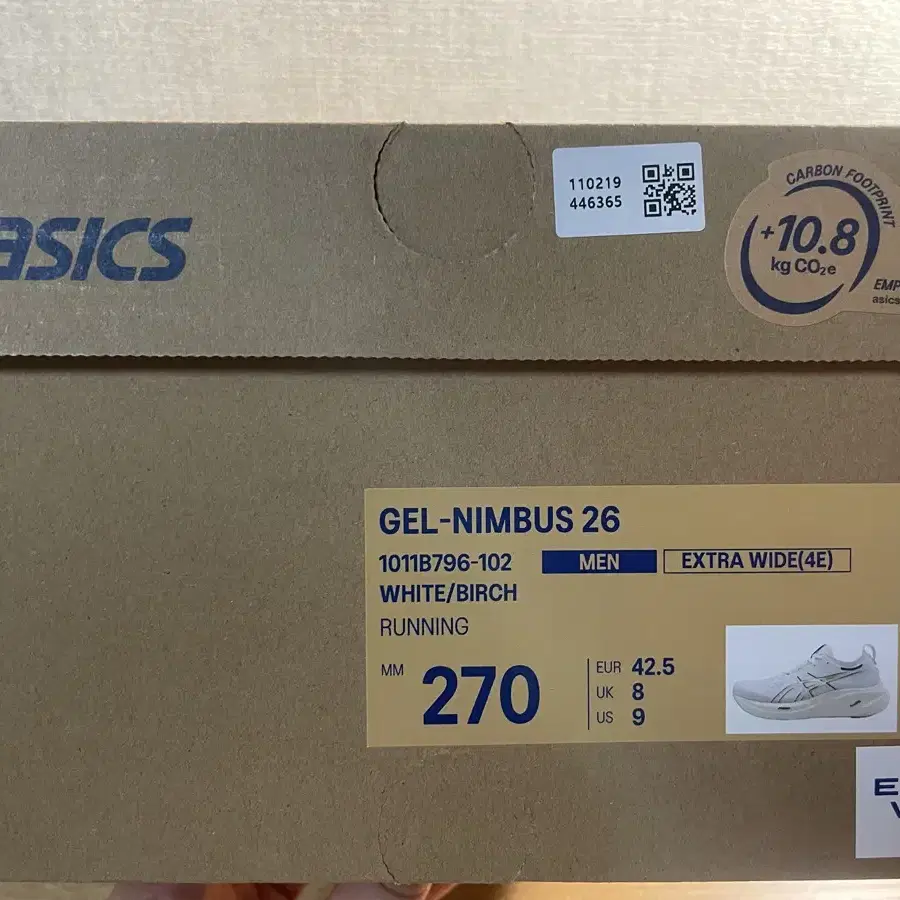 asics
110219
446365
CARBON FOOTPRINT
+10.8
kg CO₂e
asics
GEL-NIMBUS 26
1011B796-102 MEN EXTRA WIDE(4E)
WHITE/BIRCH
RUNNING
MM 270
EUR 42.5
UK 8
US 9